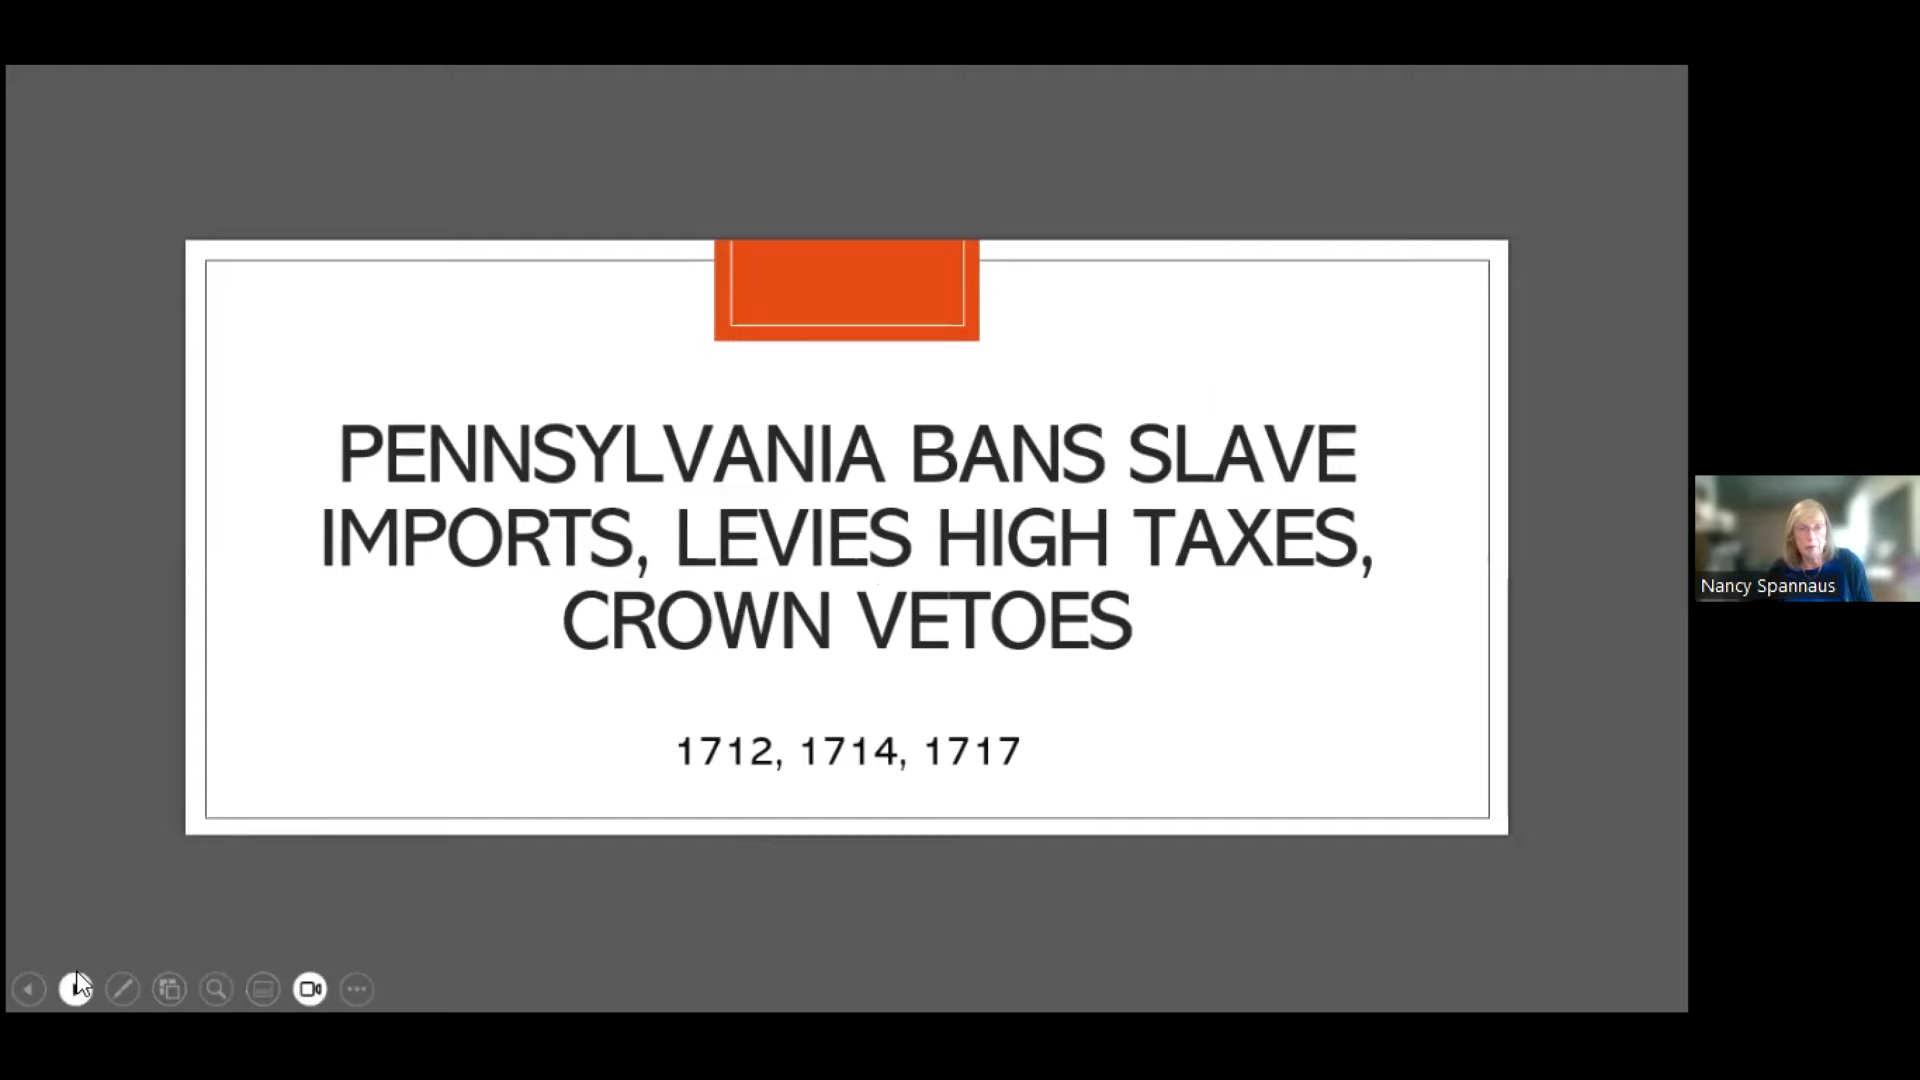 PENNSYLVANIA BANS SLAVE
IMPORTS, LEVIES HIGH TAXES,
CROWN VETOES
1712, 1714, 1717
Nancy Spannaus